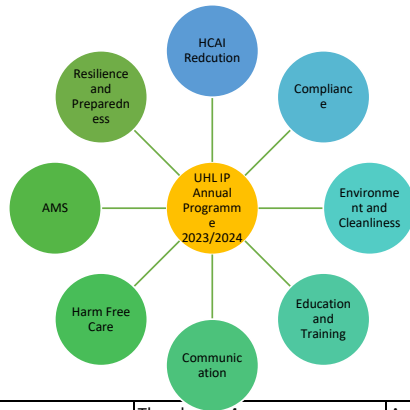 HCAI
Redcution
Complianc
e
Environme
nt and
Cleanliness
Education
and
Training
Communic
ation
Harm Free
Care
AMS
Resilience
and
Preparedn
ess
UHL IP
Annual
Programm
e
2023/2024